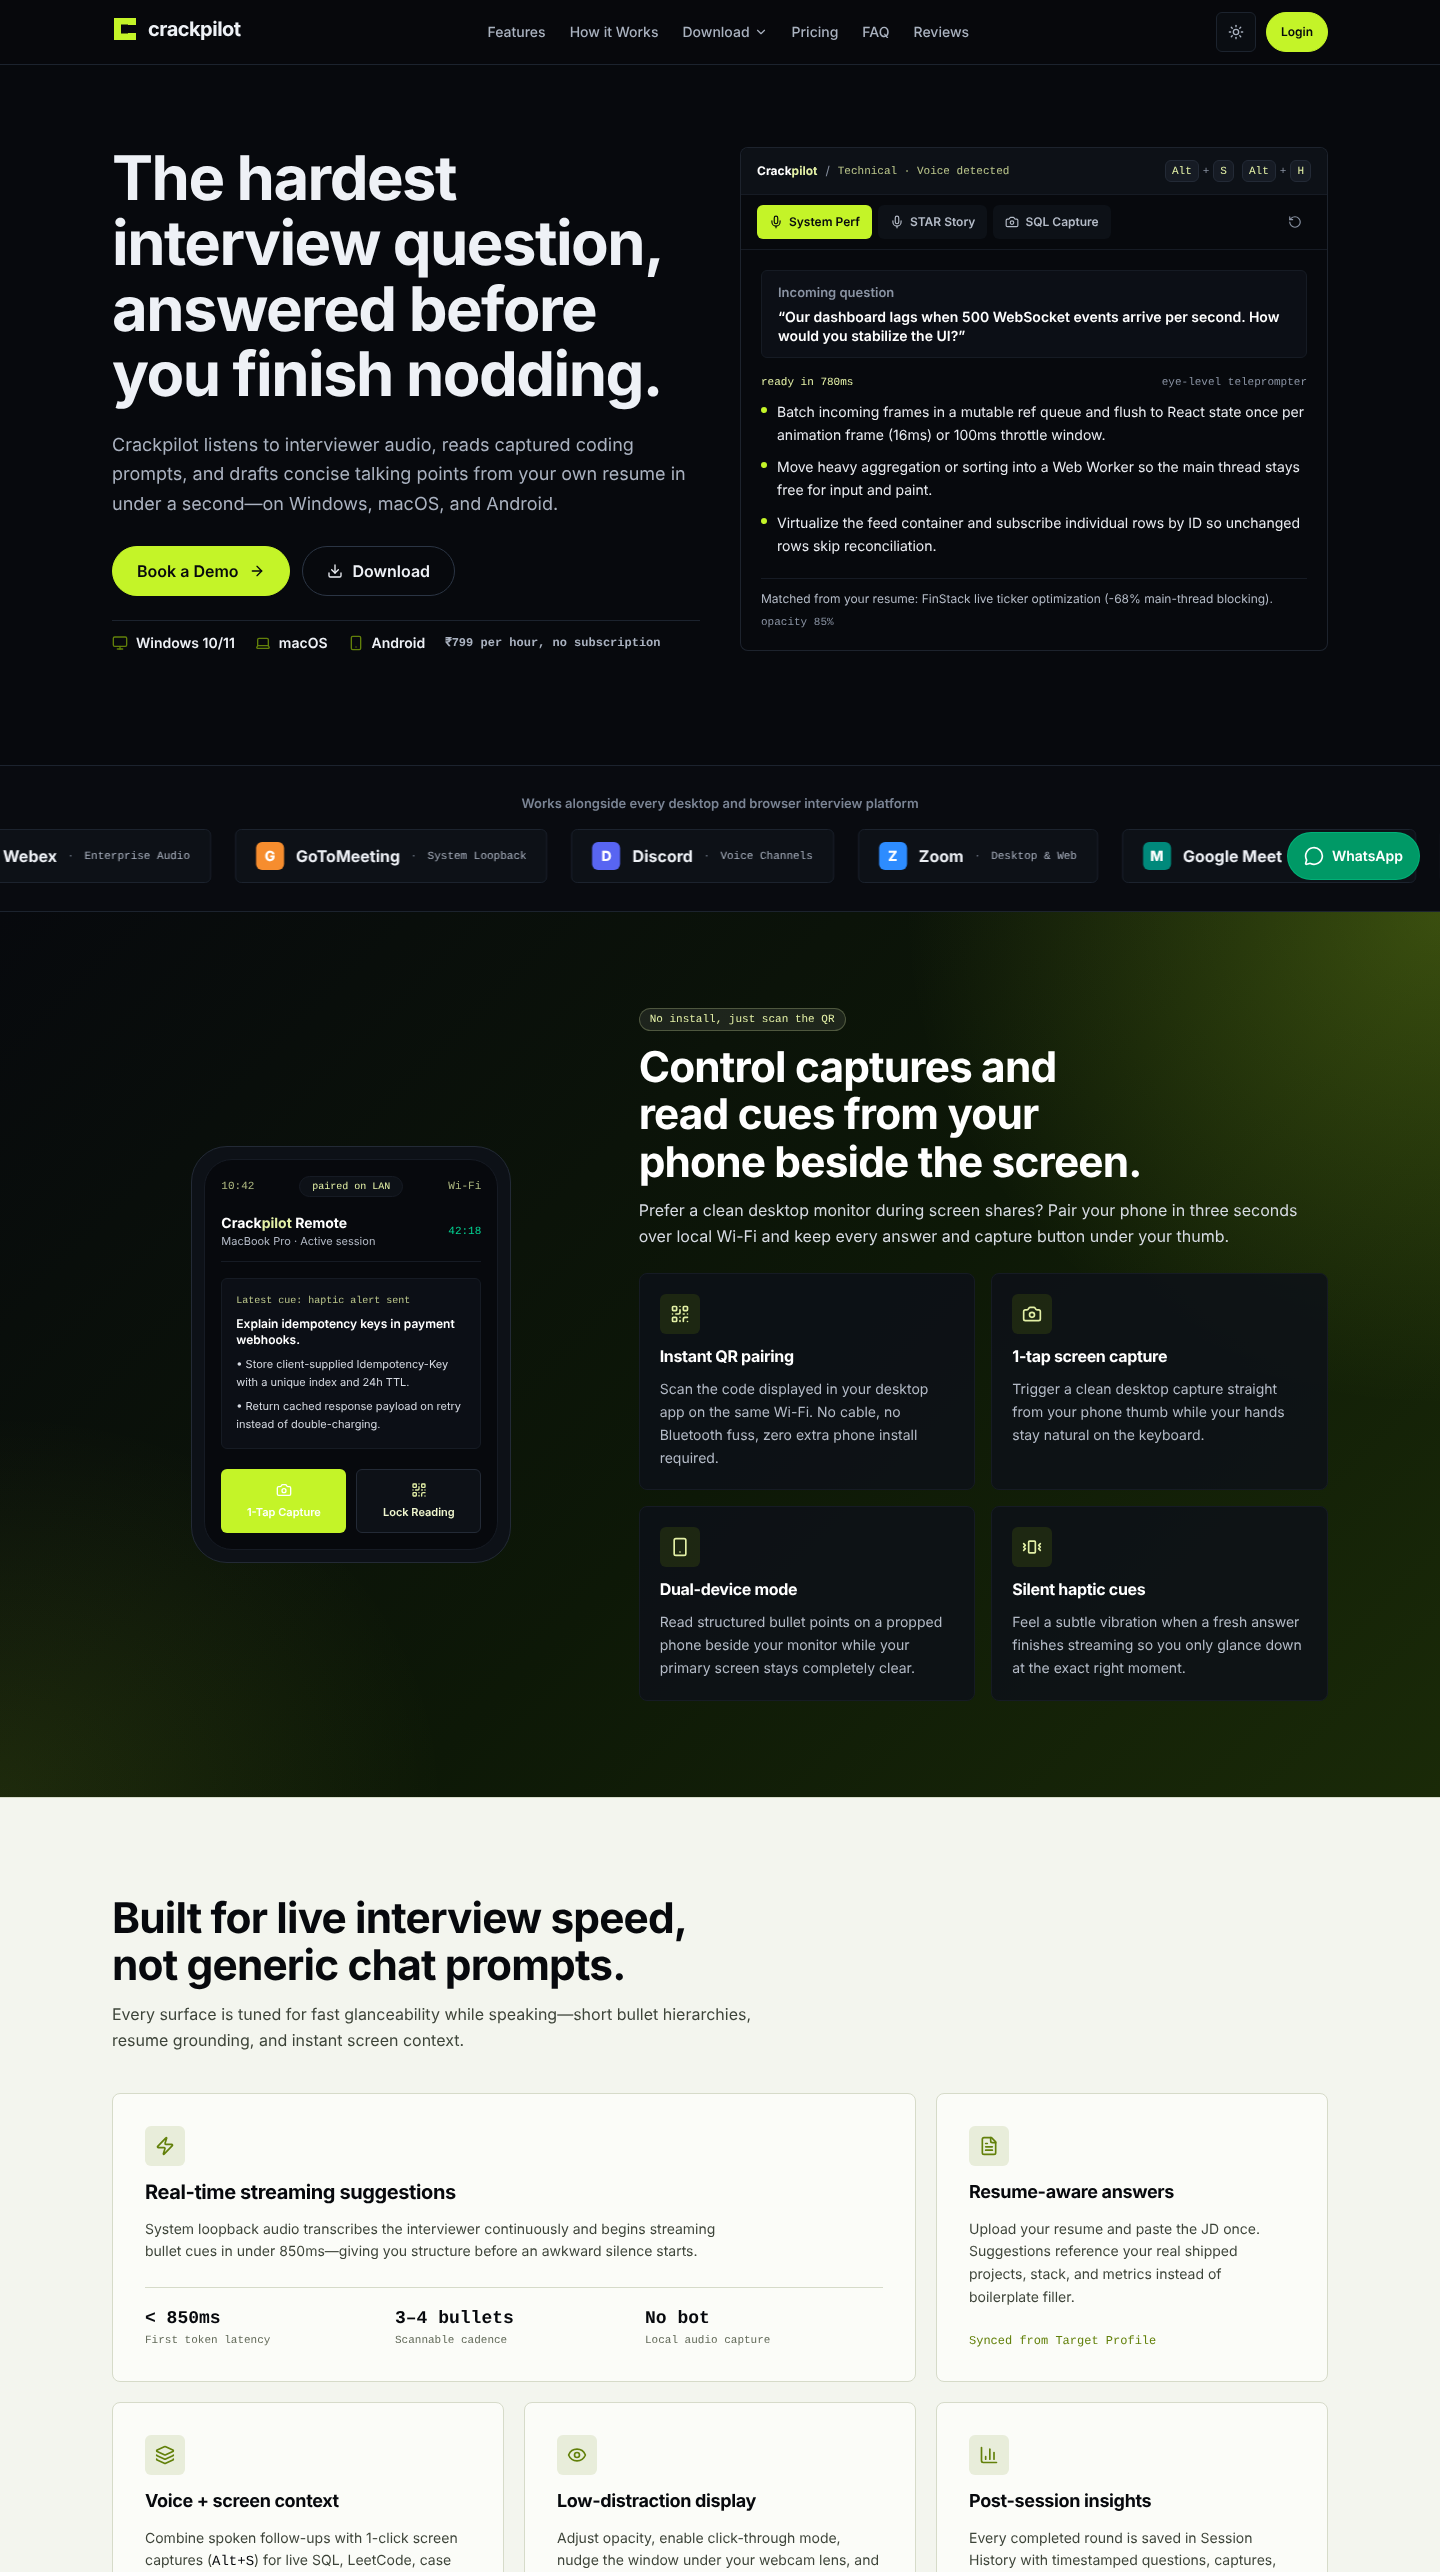 crackpilot
Features
How it Works
Download
Pricing
FAQ
Reviews
Login
The hardest
interview question,
answered before
you finish nodding.
Crackpilot listens to interviewer audio, reads captured coding
prompts, and drafts concise talking points from your own resume in
under a second—on Windows, macOS, and Android.
Book a Demo
Download
Windows 10/11
macOS
Android
₹799 per hour, no subscription
Crackpilot / Technical · Voice detected
Alt + S Alt + H
System Perf
STAR Story
SQL Capture
Incoming question
“Our dashboard lags when 500 WebSocket events arrive per second. How
would you stabilize the UI?”
ready in 780ms
eye-level teleprompter
Batch incoming frames in a mutable ref queue and flush to React state once per
animation frame (16ms) or 100ms throttle window.
Move heavy aggregation or sorting into a Web Worker so the main thread stays
free for input and paint.
Virtualize the feed container and subscribe individual rows by ID so unchanged
rows skip reconciliation.
Matched from your resume: FinStack live ticker optimization (-68% main-thread blocking).
opacity 85%
Works alongside every desktop and browser interview platform
Webex · Enterprise Audio
G GoToMeeting · System Loopback
D Discord · Voice Channels
Z Zoom · Desktop & Web
M Google Meet
WhatsApp
10:42
paired on LAN
Wi-Fi
Crackpilot Remote
MacBook Pro · Active session
42:18
Latest cue: haptic alert sent
Explain idempotency keys in payment
webhooks.
• Store client-supplied Idempotency-Key
with a unique index and 24h TTL.
• Return cached response payload on retry
instead of double-charging.
1-Tap Capture
Lock Reading
No install, just scan the QR
Control captures and
read cues from your
phone beside the screen.
Prefer a clean desktop monitor during screen shares? Pair your phone in three seconds
over local Wi-Fi and keep every answer and capture button under your thumb.
Instant QR pairing
Scan the code displayed in your desktop
app on the same Wi-Fi. No cable, no
Bluetooth fuss, zero extra phone install
required.
1-tap screen capture
Trigger a clean desktop capture straight
from your phone thumb while your hands
stay natural on the keyboard.
Dual-device mode
Read structured bullet points on a propped
phone beside your monitor while your
primary screen stays completely clear.
Silent haptic cues
Feel a subtle vibration when a fresh answer
finishes streaming so you only glance down
at the exact right moment.
Built for live interview speed,
not generic chat prompts.
Every surface is tuned for fast glanceability while speaking—short bullet hierarchies,
resume grounding, and instant screen context.
Real-time streaming suggestions
System loopback audio transcribes the interviewer continuously and begins streaming
bullet cues in under 850ms—giving you structure before an awkward silence starts.
< 850ms
First token latency
3–4 bullets
Scannable cadence
No bot
Local audio capture
Resume-aware answers
Upload your resume and paste the JD once.
Suggestions reference your real shipped
projects, stack, and metrics instead of
boilerplate filler.
Synced from Target Profile
Voice + screen context
Combine spoken follow-ups with 1-click screen
captures (Alt+S) for live SQL, LeetCode, case
Low-distraction display
Adjust opacity, enable click-through mode,
nudge the window under your webcam lens, and
Post-session insights
Every completed round is saved in Session
History with timestamped questions, captures,